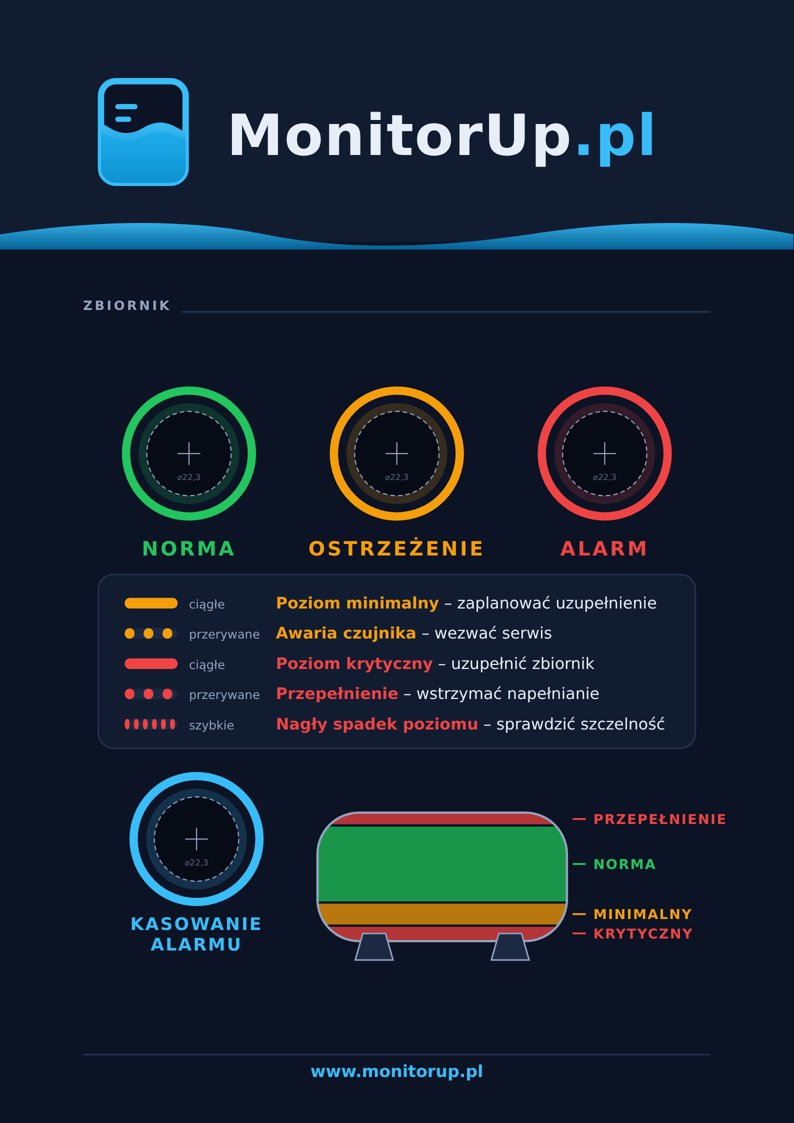 MonitorUp.pl
ZBIORNIK
⌀22,3
⌀22,3
⌀22,3
NORMA
OSTRZEŻENIE
ALARM
ciągłe Poziom minimalny – zaplanować uzupełnienie
przerywane Awaria czujnika – wezwać serwis
ciągłe Poziom krytyczny – uzupełnić zbiornik
przerywane Przepełnienie – wstrzymać napełnianie
szybkie Nagły spadek poziomu – sprawdzić szczelność
⌀22,3
KASOWANIE
ALARMU
PRZEPEŁNIENIE
NORMA
MINIMALNY
KRYTYCZNY
www.monitorup.pl